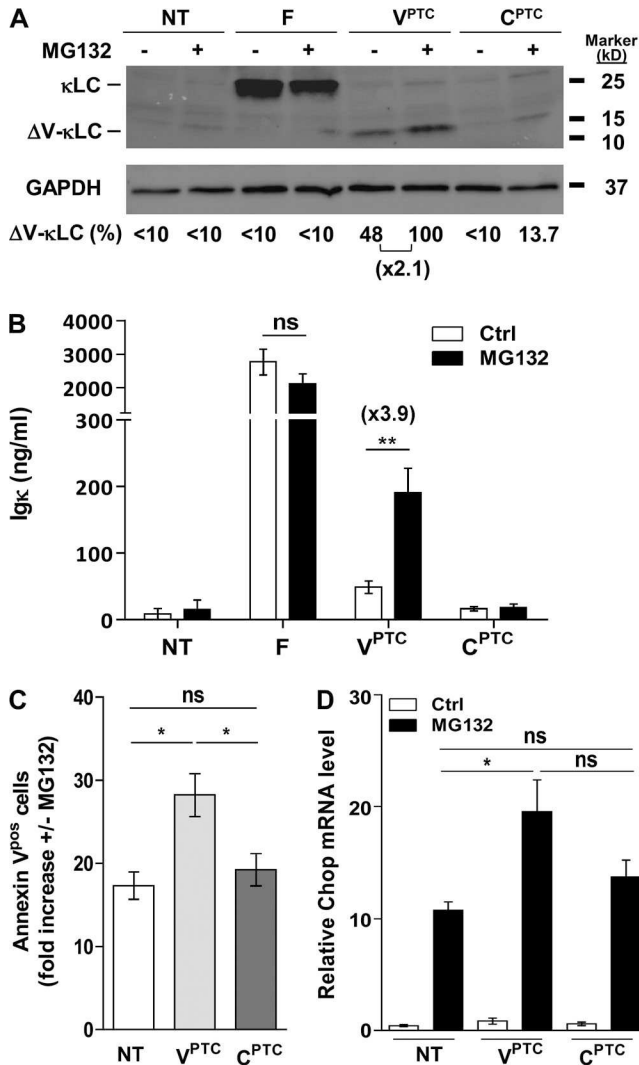 A
NT F V^PTC C^PTC
MG132 - + - + - + - + Marker (kD)
κLC 25
15
ΔV-κLC 10
GAPDH 37
ΔV-κLC (%) <10 <10 <10 <10 48 100 <10 13.7
(x2.1)
B
Igκ (ng/ml)
4000
3000
2000
1000
300
200
100
0
ns
(x3.9)
**
Ctrl
MG132
NT F V^PTC C^PTC
C
Annexin V^pos cells
(fold increase +/- MG132)
40
30
20
10
0
ns
* *
NT V^PTC C^PTC
D
Relative Chop mRNA level
30
20
10
0
Ctrl
MG132
ns
* ns
NT V^PTC C^PTC